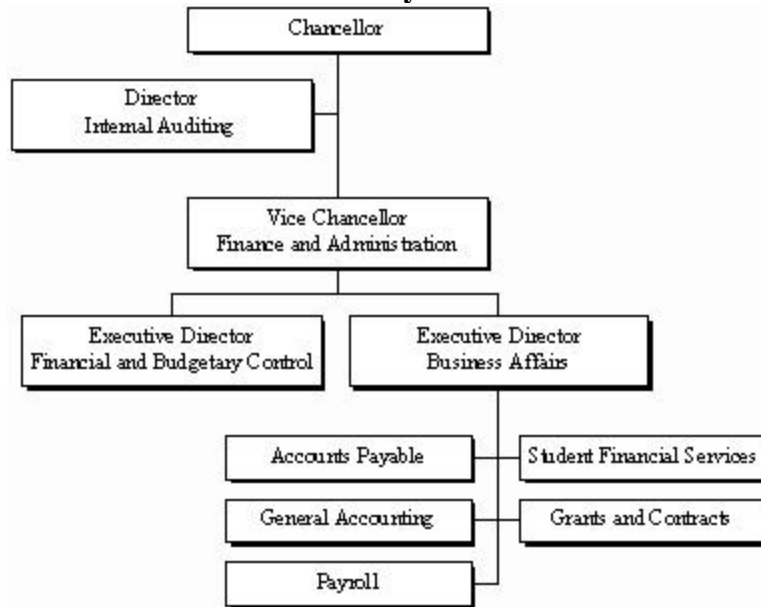 Chancellor
Director
Internal Auditing
Vice Chancellor
Finance and Administration
Executive Director
Financial and Budgetary Control
Executive Director
Business Affairs
Accounts Payable
Student Financial Services
General Accounting
Grants and Contracts
Payroll